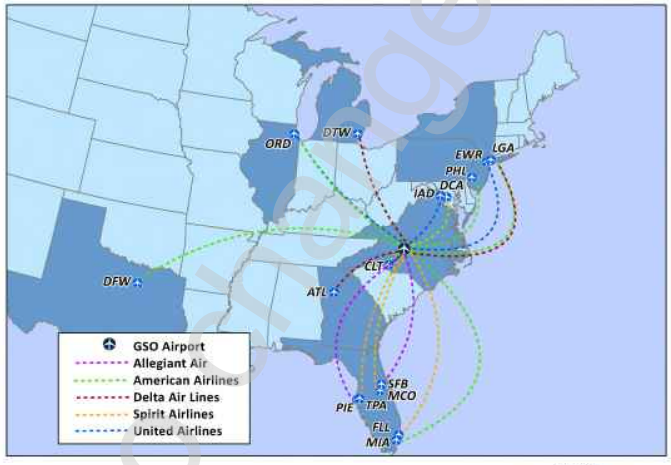 ORD
DTW
EWR
LGA
PHL
DCA
IAD
CLT
DFW
ATL
SFB
MCO
PIE
TPA
FLL
MIA
GSO Airport
Allegiant Air
American Airlines
Delta Air Lines
Spirit Airlines
United Airlines
change